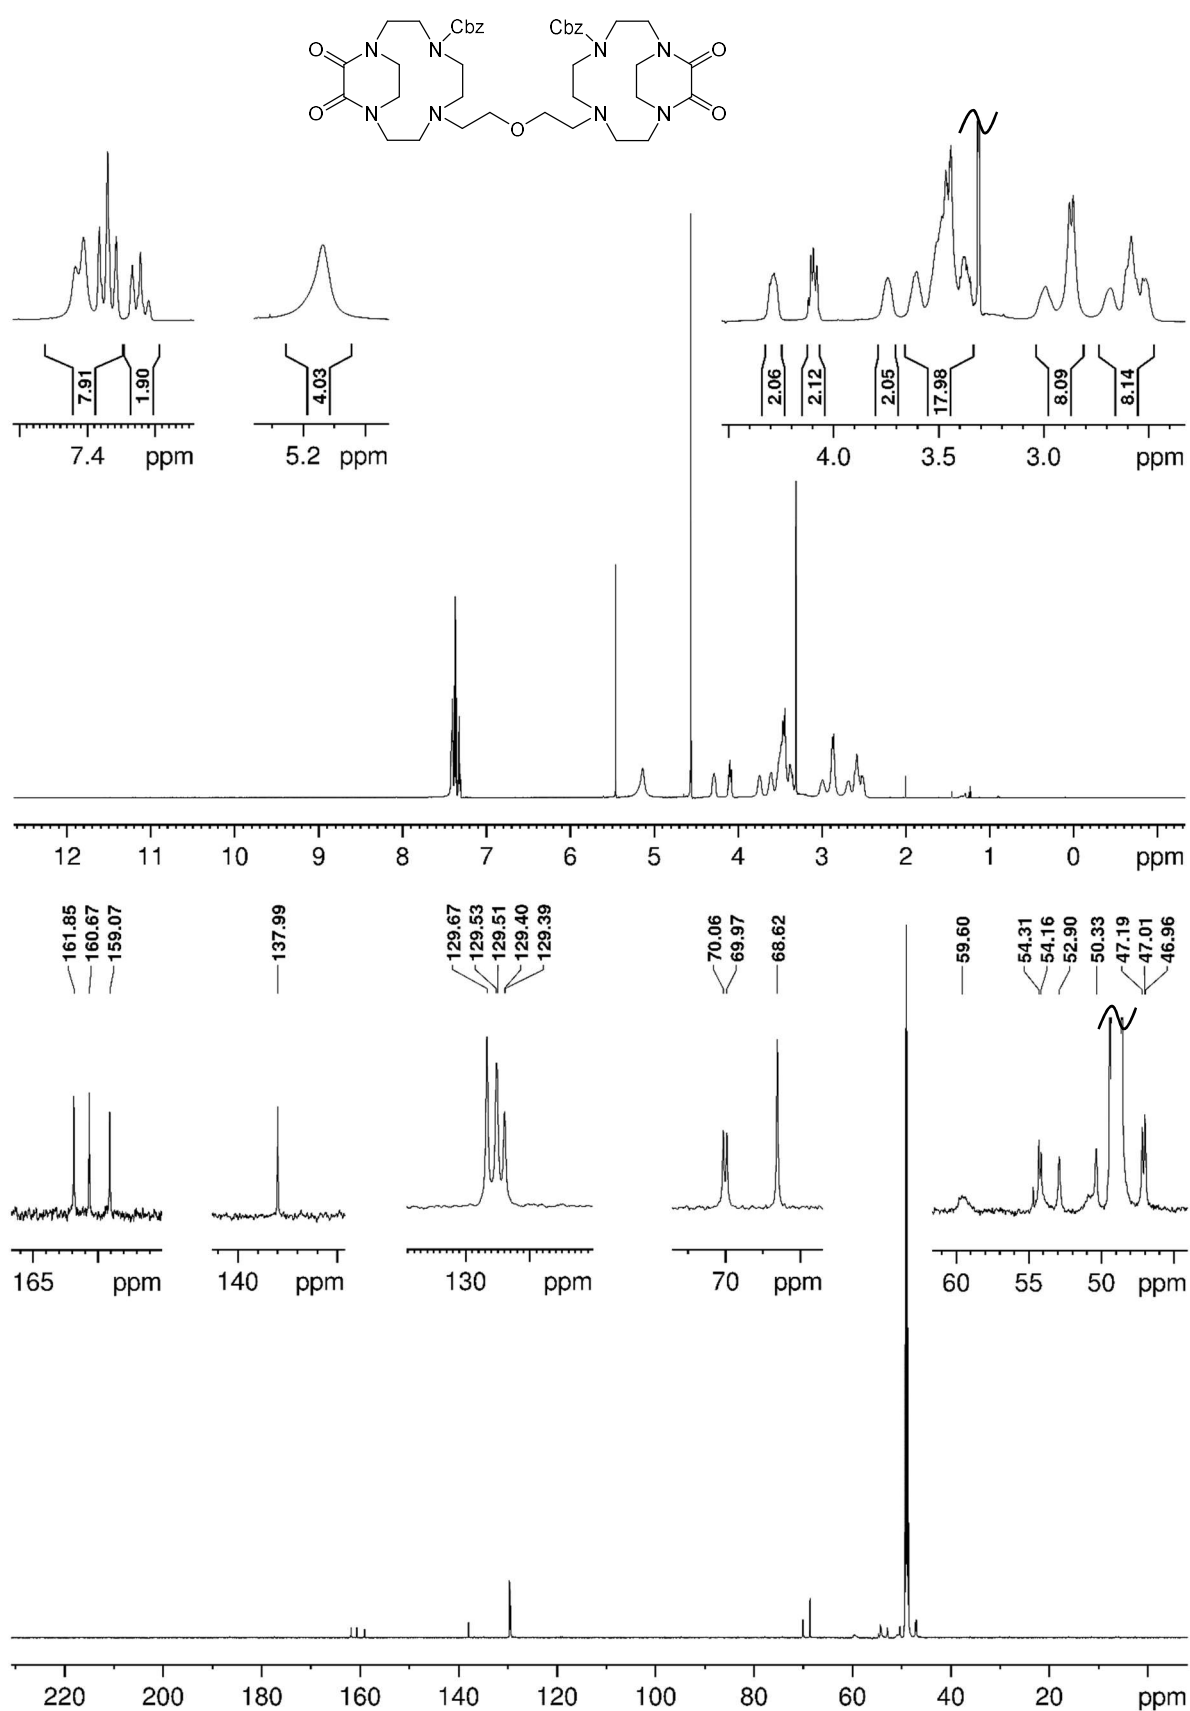 Cbz Cbz
O N N N N O
O N N N N O
O
7.91 1.90 4.03 2.06 2.12 2.05 17.98 8.09 8.14
7.4 ppm 5.2 ppm 4.0 3.5 3.0 ppm
12 11 10 9 8 7 6 5 4 3 2 1 0 ppm
161.85 160.67 159.07 137.99 129.67 129.53 129.51 129.40 129.39 70.06 69.97 68.62 59.60 54.31 54.16 52.90 50.33 47.19 47.01 46.96
165 ppm 140 ppm 130 ppm 70 ppm 60 55 50 ppm
220 200 180 160 140 120 100 80 60 40 20 ppm